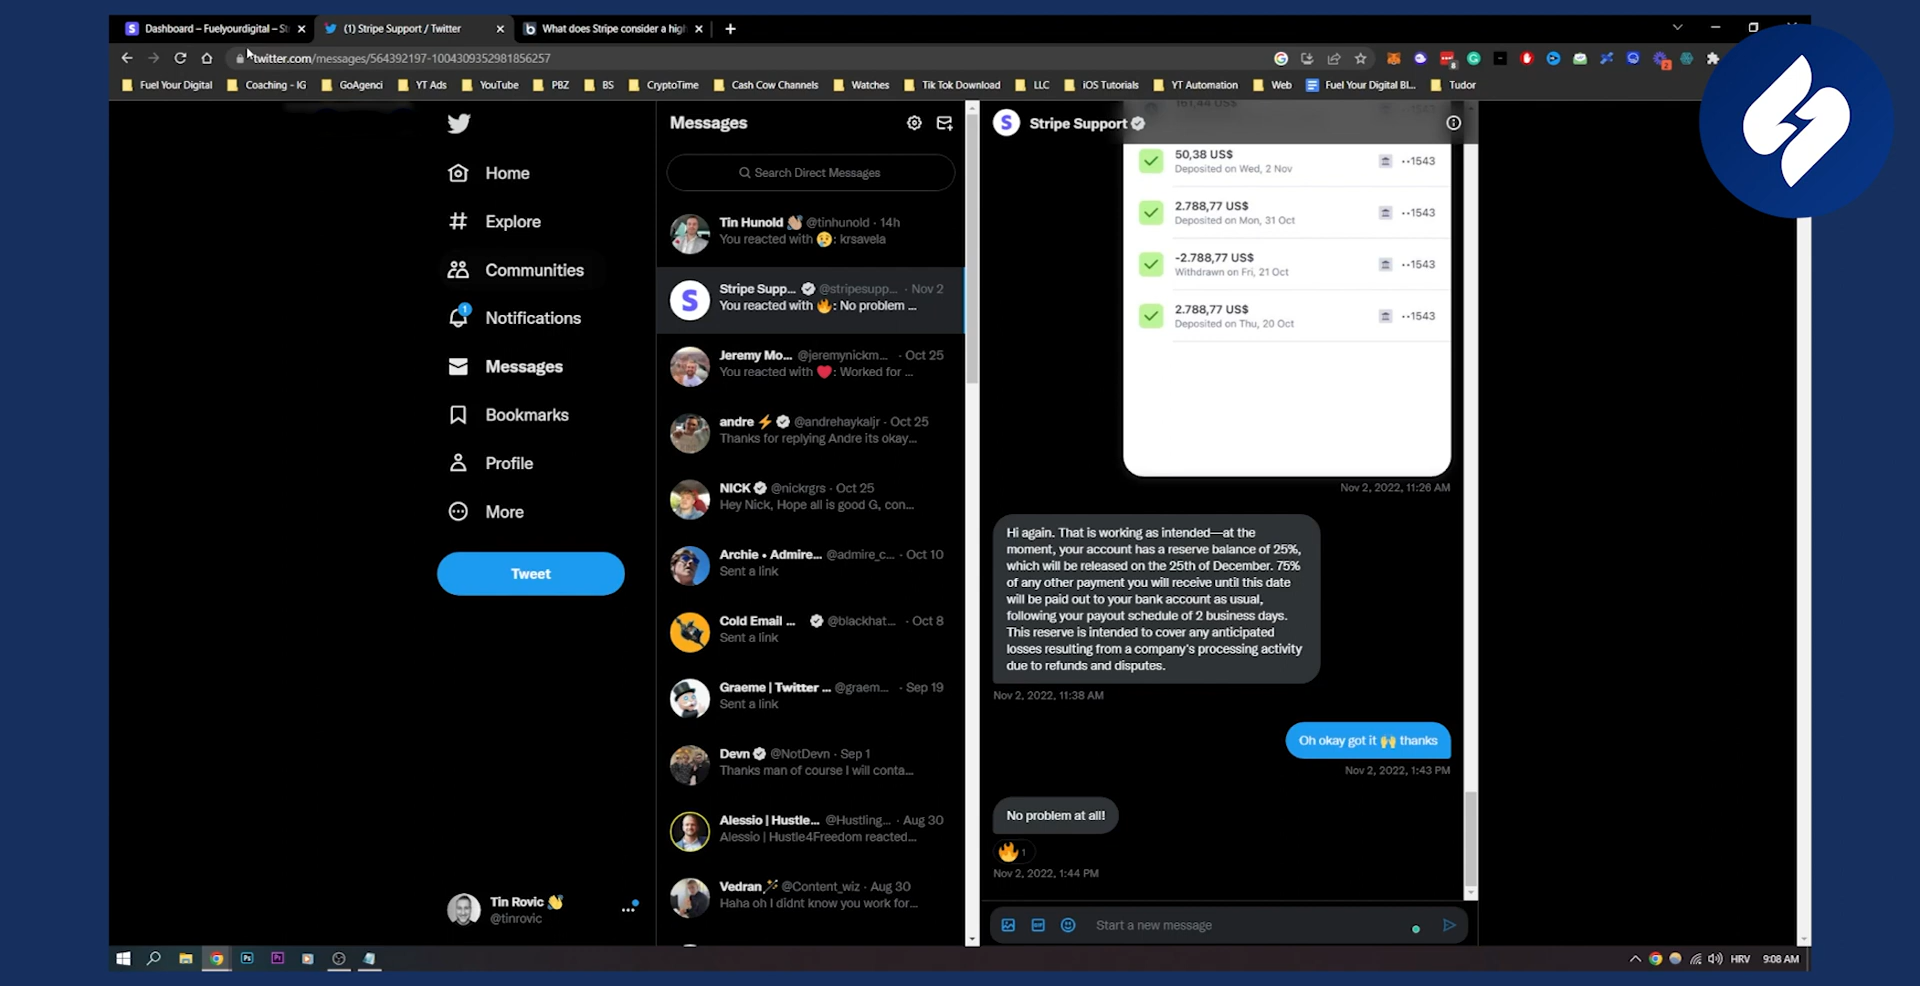 Dashboard – Fuelyourdigital – St
(1) Stripe Support / Twitter
What does Stripe consider a high
twitter.com/messages/564392197-1004309352981856257
Fuel Your Digital
Coaching - IG
GoAgenci
YT Ads
YouTube
PBZ
BS
CryptoTime
Cash Cow Channels
Watches
Tik Tok Download
LLC
iOS Tutorials
YT Automation
Web
Fuel Your Digital Bl...
Tudor
Home
Explore
Communities
1
Notifications
Messages
Bookmarks
Profile
More
Tweet
Tin Rovic
@tinrovic
Messages
Search Direct Messages
Tin Hunold @tinhunold · 14h
You reacted with 😢: krsavela
Stripe Supp... @stripesupp... · Nov 2
You reacted with 🔥: No problem ...
Jeremy Mo... @jeremynickm... · Oct 25
You reacted with ❤️: Worked for ...
andre ⚡ @andrehaykaljr · Oct 25
Thanks for replying Andre its okay...
NICK @nickrgrs · Oct 25
Hey Nick, Hope all is good G, con...
Archie • Admire... @admire_c... · Oct 10
Sent a link
Cold Email ... @blackhat... · Oct 8
Sent a link
Graeme | Twitter ... @graem... · Sep 19
Sent a link
Devn @NotDevn · Sep 1
Thanks man of course I will conta...
Alessio | Hustle... @Hustling... · Aug 30
Alessio | Hustle4Freedom reacted...
Vedran @Content_wiz · Aug 30
Haha oh I didnt know you work for...
Stripe Support
161,44 US$
50,38 US$
Deposited on Wed, 2 Nov
··1543
2.788,77 US$
Deposited on Mon, 31 Oct
··1543
-2.788,77 US$
Withdrawn on Fri, 21 Oct
··1543
2.788,77 US$
Deposited on Thu, 20 Oct
··1543
Nov 2, 2022, 11:26 AM
Hi again. That is working as intended—at the
moment, your account has a reserve balance of 25%,
which will be released on the 25th of December. 75%
of any other payment you will receive until this date
will be paid out to your bank account as usual,
following your payout schedule of 2 business days.
This reserve is intended to cover any anticipated
losses resulting from a company's processing activity
due to refunds and disputes.
Nov 2, 2022, 11:38 AM
Oh okay got it 🙌 thanks
Nov 2, 2022, 1:43 PM
No problem at all!
🔥 1
Nov 2, 2022, 1:44 PM
Start a new message
HRV
9:08 AM